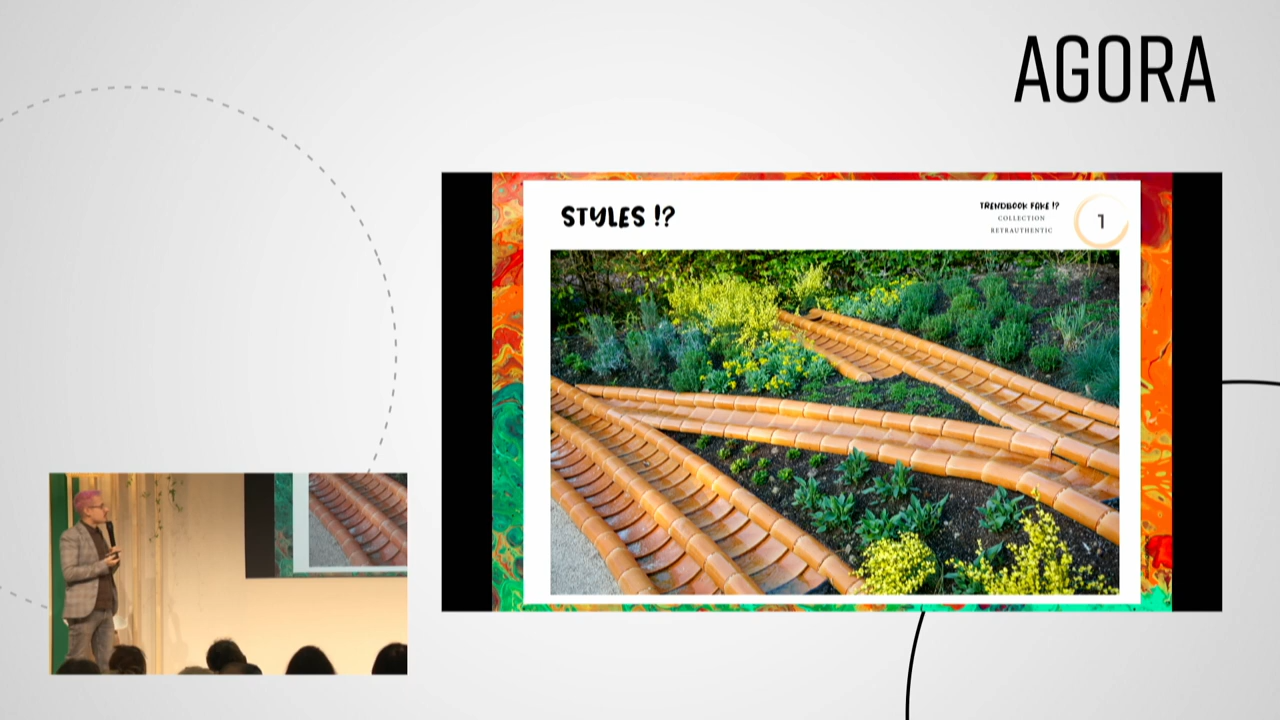 AGORA
STYLES !?
TRENDBOOK FAKE !?
COLLECTION
RETRAUTHENTIC
1